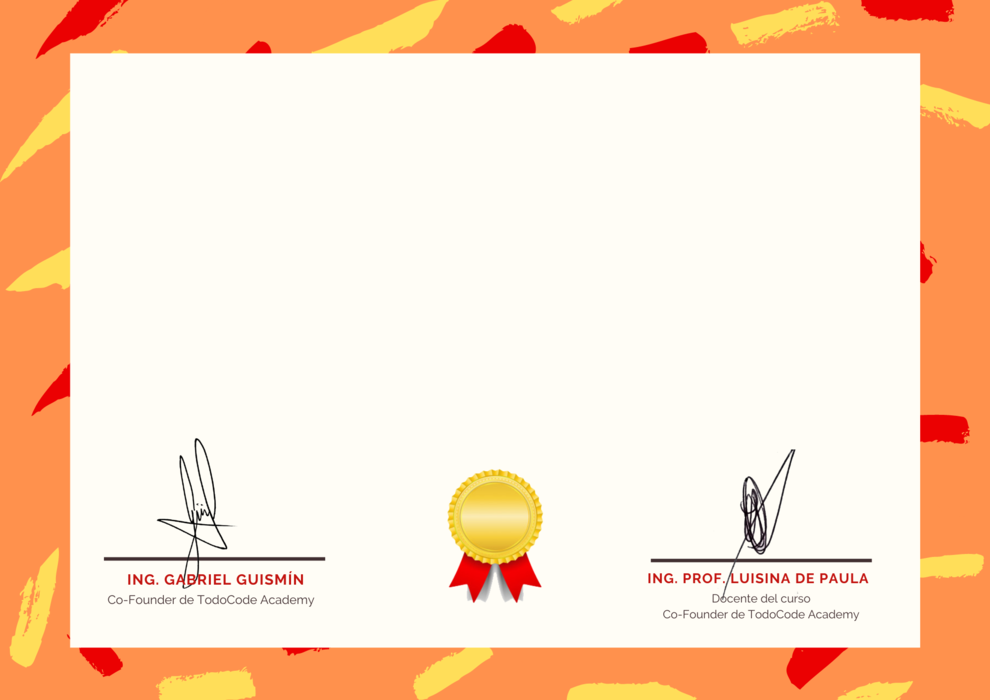 ING. GABRIEL GUISMÍN
Co-Founder de TodoCode Academy
ING. PROF. LUISINA DE PAULA
Docente del curso
Co-Founder de TodoCode Academy